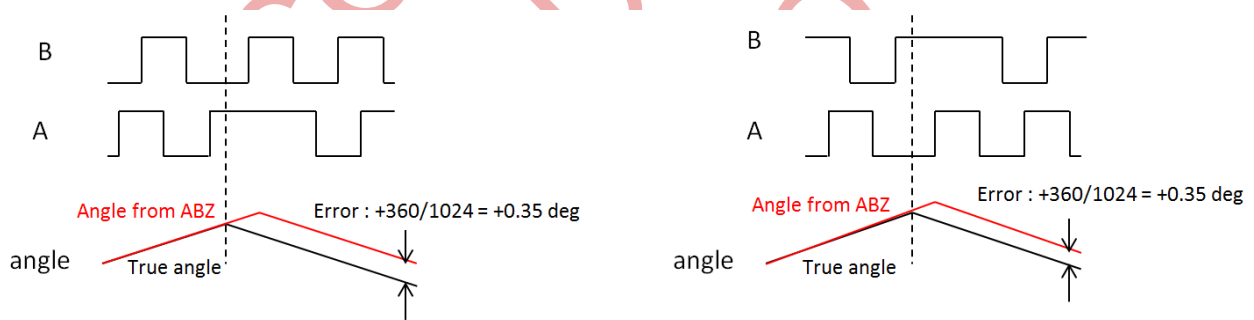 B
A
Angle from ABZ
Error : +360/1024 = +0.35 deg
angle
True angle
B
A
Error : +360/1024 = +0.35 deg
Angle from ABZ
angle
True angle